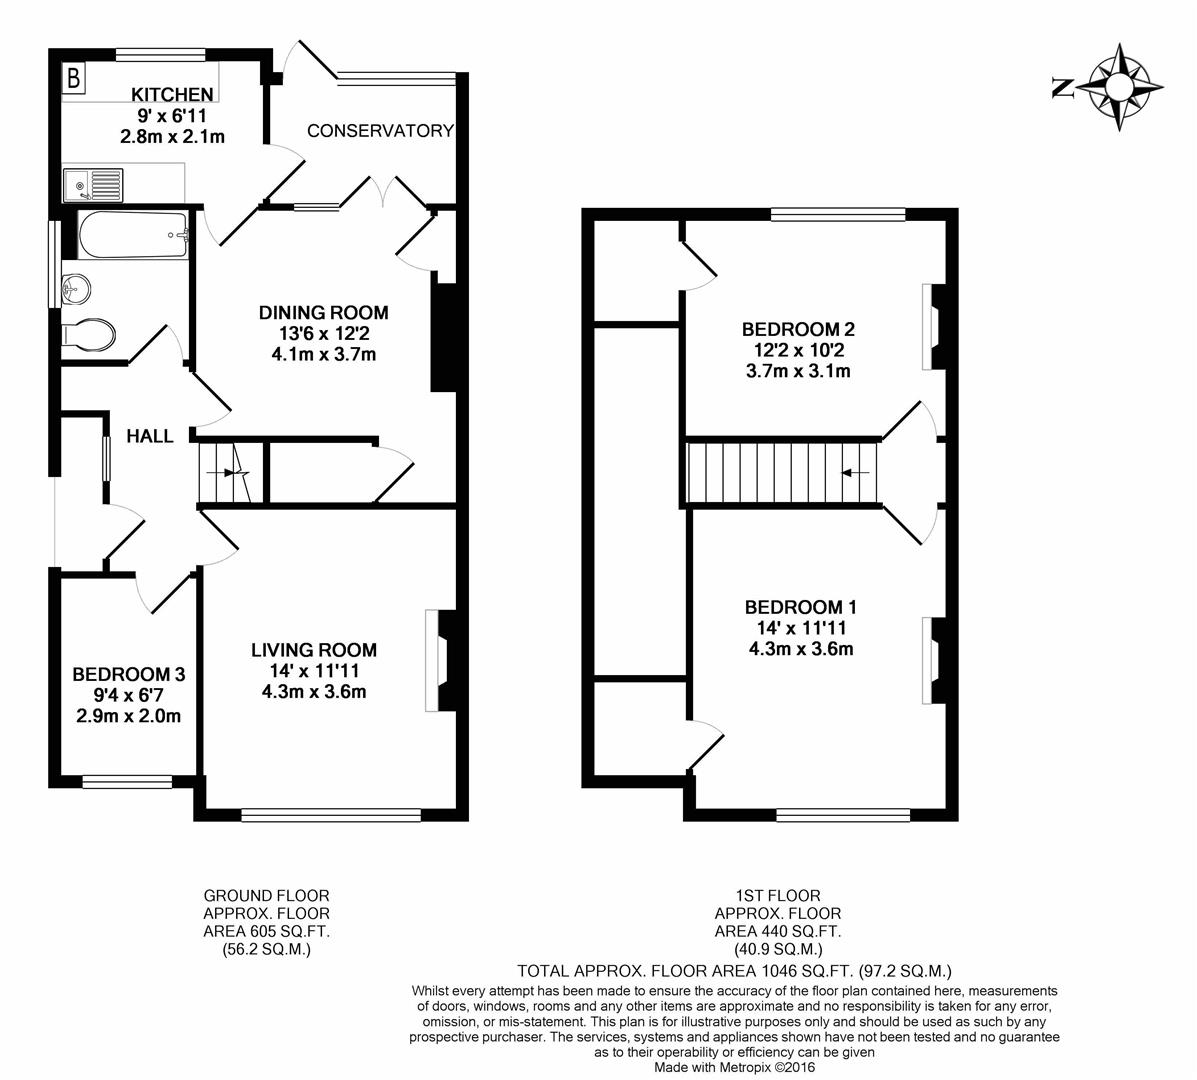 N
B
KITCHEN
9' x 6'11
2.8m x 2.1m
CONSERVATORY
DINING ROOM
13'6 x 12'2
4.1m x 3.7m
HALL
LIVING ROOM
14' x 11'11
4.3m x 3.6m
BEDROOM 3
9'4 x 6'7
2.9m x 2.0m
BEDROOM 2
12'2 x 10'2
3.7m x 3.1m
BEDROOM 1
14' x 11'11
4.3m x 3.6m
GROUND FLOOR
APPROX. FLOOR
AREA 605 SQ.FT.
(56.2 SQ.M.)
1ST FLOOR
APPROX. FLOOR
AREA 440 SQ.FT.
(40.9 SQ.M.)
TOTAL APPROX. FLOOR AREA 1046 SQ.FT. (97.2 SQ.M.)
Whilst every attempt has been made to ensure the accuracy of the floor plan contained here, measurements
of doors, windows, rooms and any other items are approximate and no responsibility is taken for any error,
omission, or mis-statement. This plan is for illustrative purposes only and should be used as such by any
prospective purchaser. The services, systems and appliances shown have not been tested and no guarantee
as to their operability or efficiency can be given
Made with Metropix ©2016